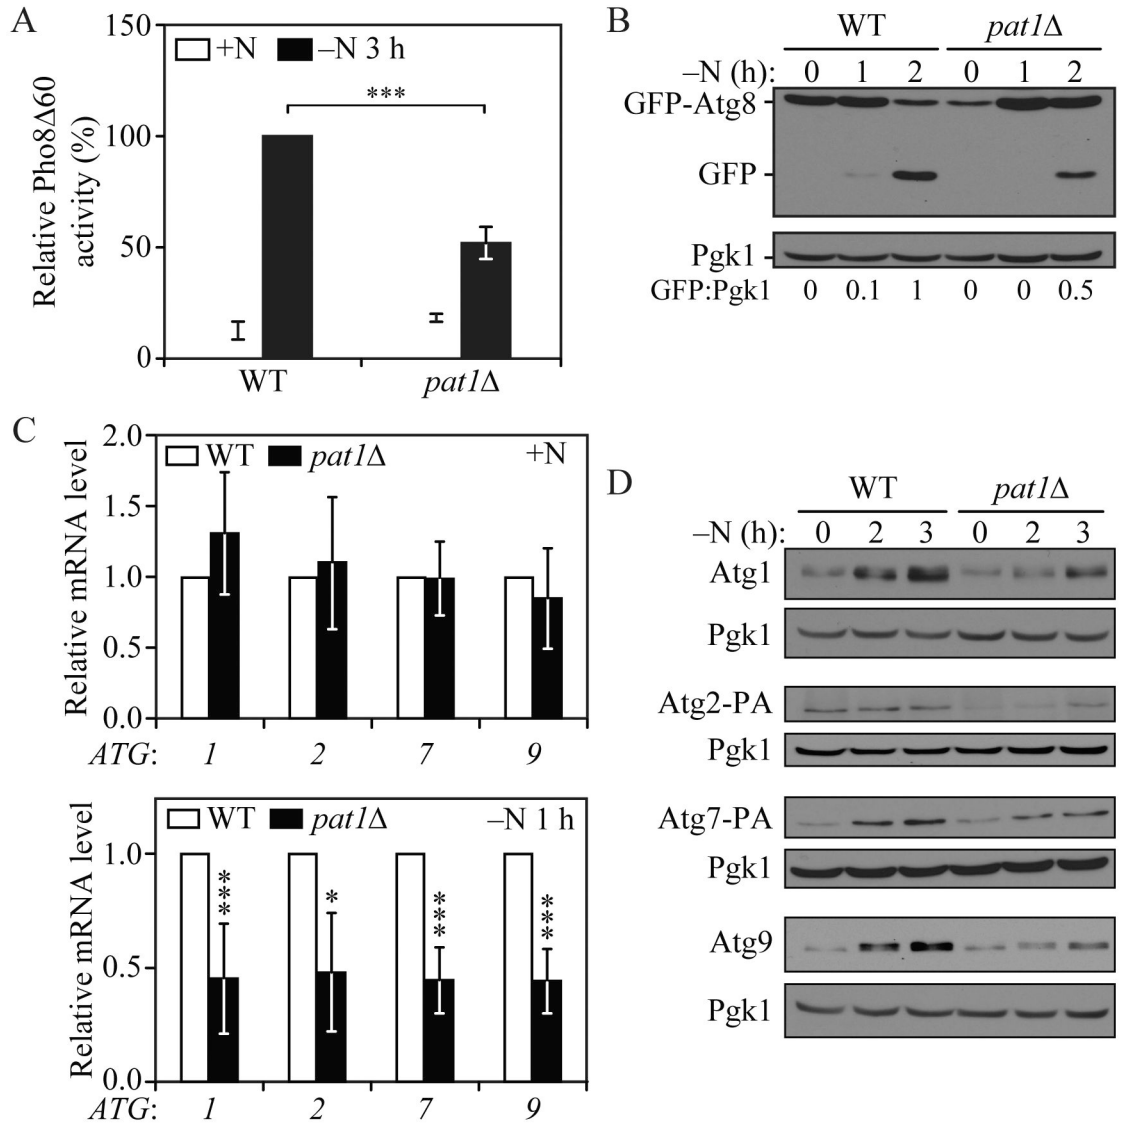 A
150
100
50
0
Relative Pho8Δ60
activity (%)
+N –N 3 h
***
WT pat1Δ
B
WT pat1Δ
–N (h): 0 1 2 0 1 2
GFP-Atg8
GFP
Pgk1
GFP:Pgk1 0 0.1 1 0 0 0.5
C
2.0
1.5
1.0
0.5
0.0
Relative mRNA level
WT pat1Δ +N
ATG: 1 2 7 9
1.0
0.5
0.0
Relative mRNA level
WT pat1Δ –N 1 h
*** * *** ***
ATG: 1 2 7 9
D
WT pat1Δ
–N (h): 0 2 3 0 2 3
Atg1
Pgk1
Atg2-PA
Pgk1
Atg7-PA
Pgk1
Atg9
Pgk1